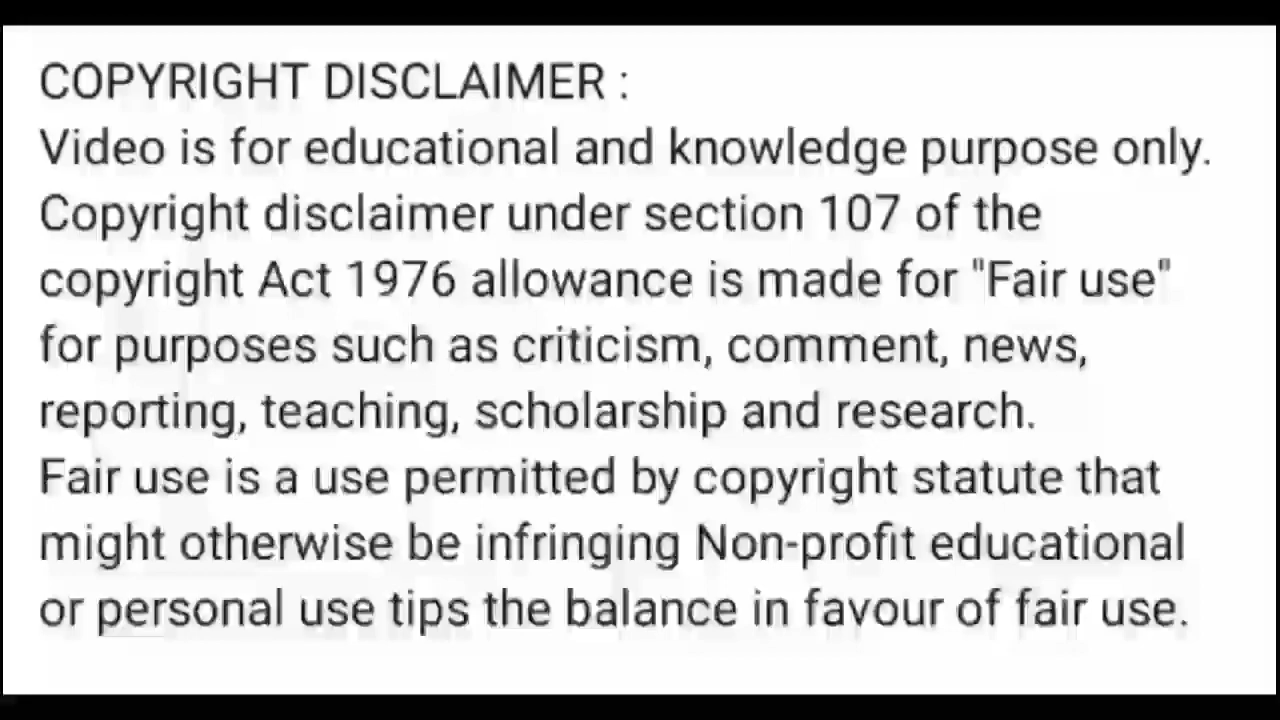 COPYRIGHT DISCLAIMER :
Video is for educational and knowledge purpose only.
Copyright disclaimer under section 107 of the
copyright Act 1976 allowance is made for "Fair use"
for purposes such as criticism, comment, news,
reporting, teaching, scholarship and research.
Fair use is a use permitted by copyright statute that
might otherwise be infringing Non-profit educational
or personal use tips the balance in favour of fair use.